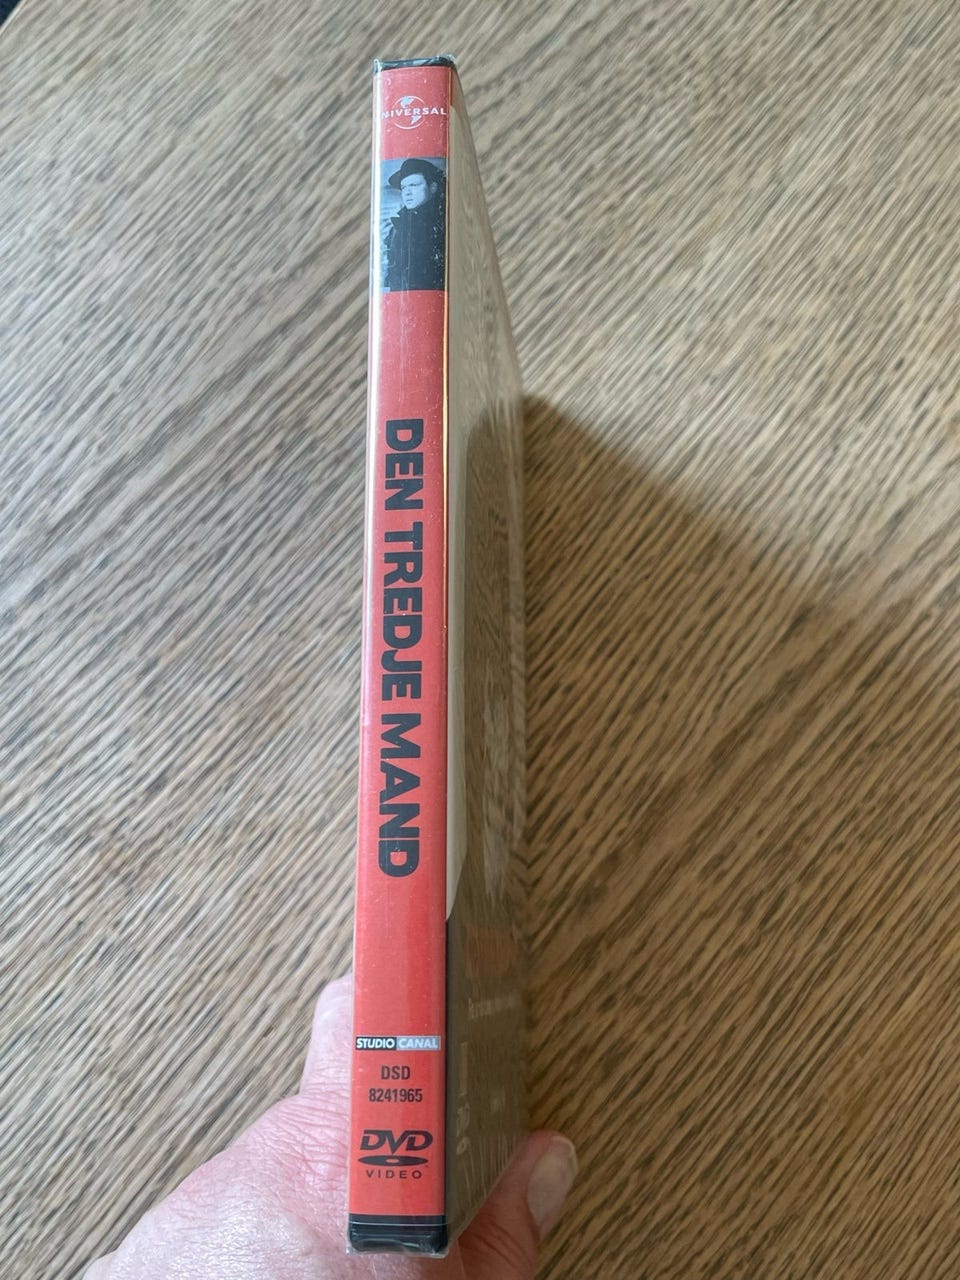 UNIVERSAL
DEN TREDJE MAND
STUDIO CANAL
DSD
8241965
DVD
VIDEO